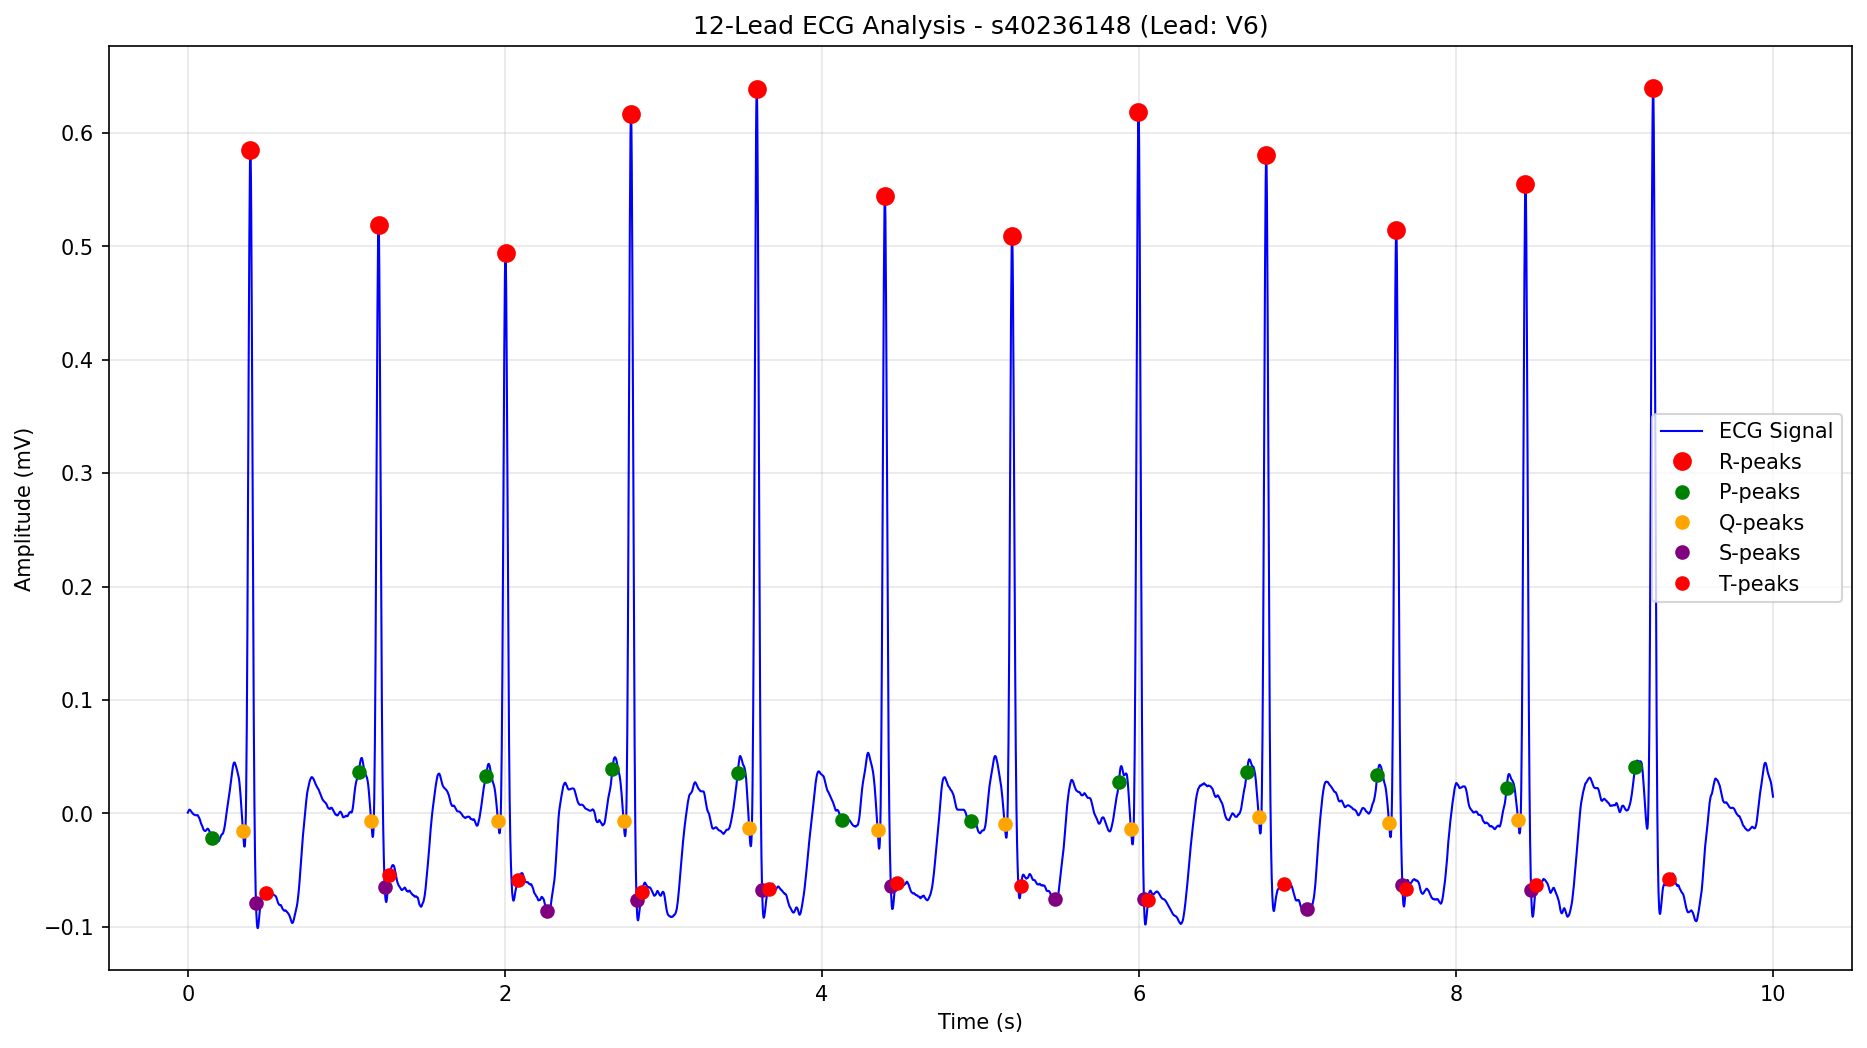 12-Lead ECG Analysis - s40236148 (Lead: V6)
Amplitude (mV)
0.6
0.5
0.4
0.3
0.2
0.1
0.0
−0.1
ECG Signal
R-peaks
P-peaks
Q-peaks
S-peaks
T-peaks
0 2 4 6 8 10
Time (s)